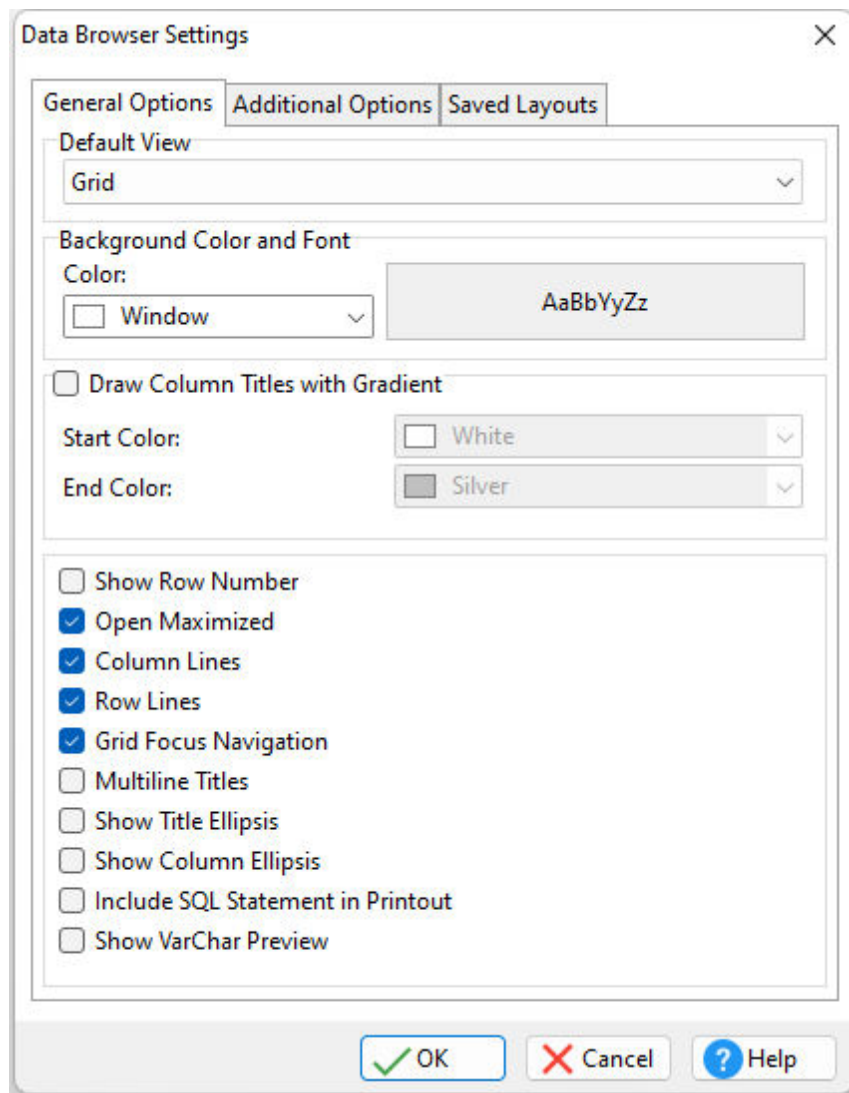 Data Browser Settings
General Options Additional Options Saved Layouts
Default View
Grid
Background Color and Font
Color:
Window
AaBbYyZz
Draw Column Titles with Gradient
Start Color: White
End Color: Silver
Show Row Number
Open Maximized
Column Lines
Row Lines
Grid Focus Navigation
Multiline Titles
Show Title Ellipsis
Show Column Ellipsis
Include SQL Statement in Printout
Show VarChar Preview
OK Cancel ? Help